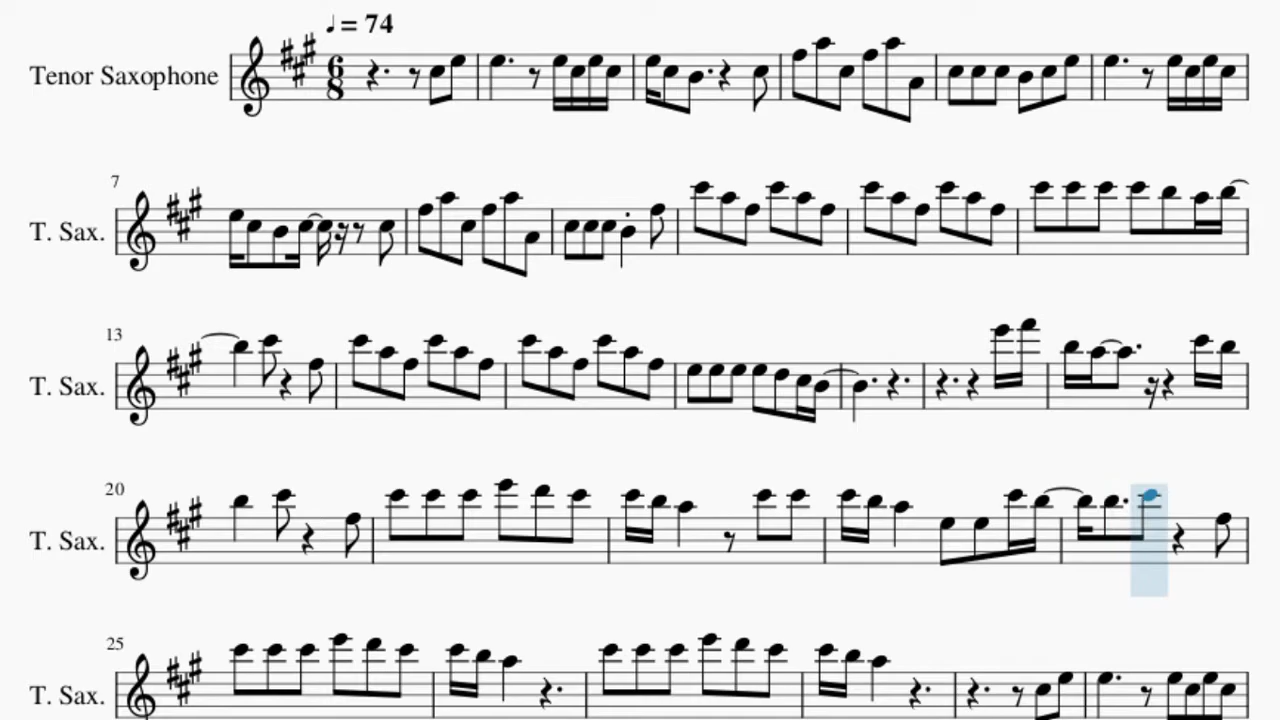 ♩ = 74
Tenor Saxophone
6
8
7
T. Sax.
13
T. Sax.
20
T. Sax.
25
T. Sax.